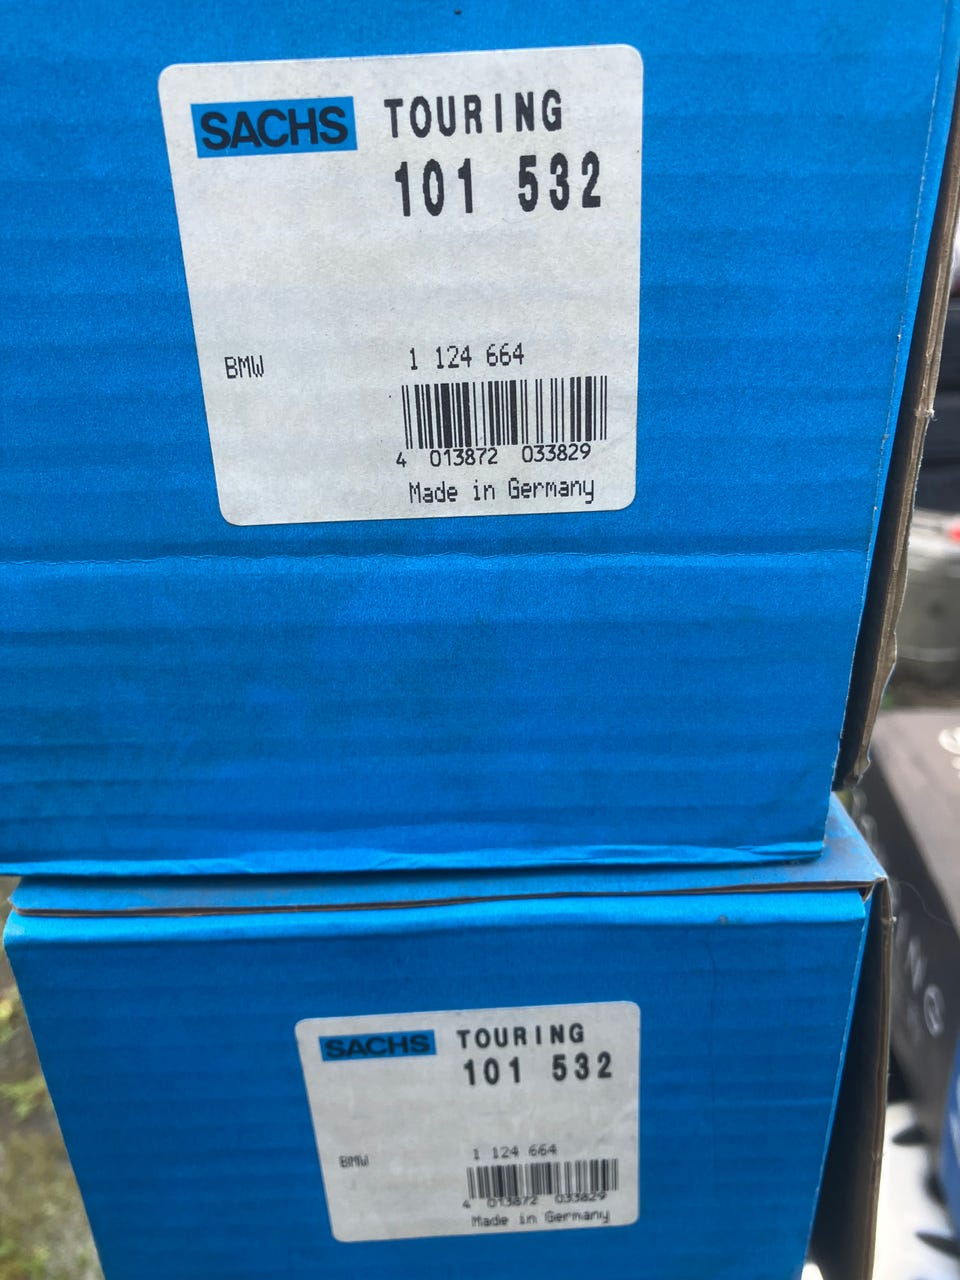 SACHS TOURING
101 532
BMW 1 124 664
4 013872 033829
Made in Germany
SACHS TOURING
101 532
BMW 1 124 664
4 013872 033829
Made in Germany
NG